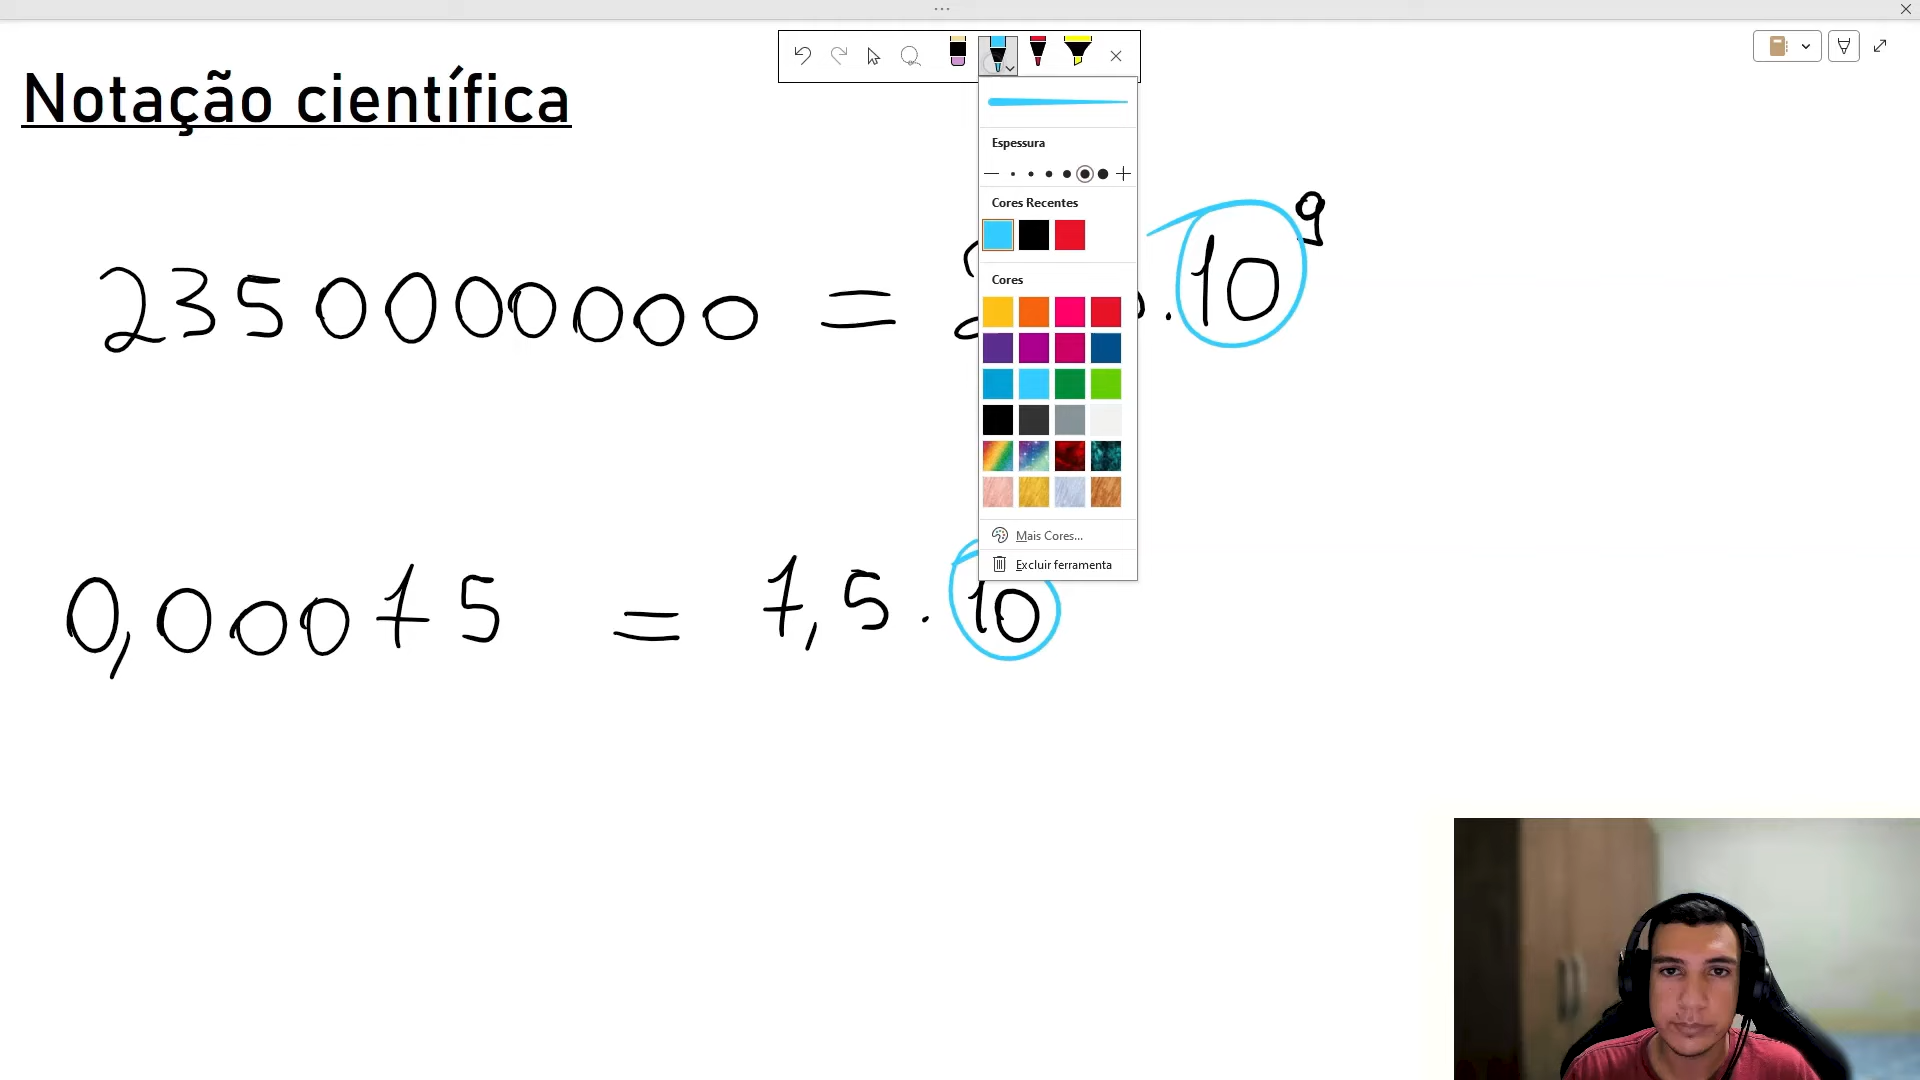 Notação científica
Espessura
Cores Recentes
Cores
Mais Cores...
Excluir ferramenta
2350000000 = . 10 9
0,00075 = 7,5 . 10